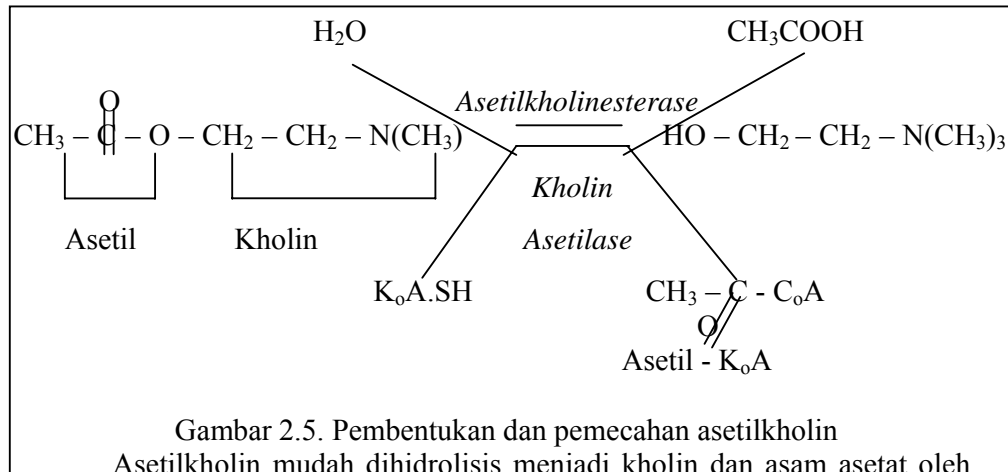 H₂O CH₃COOH
O
Asetilkholinesterase
CH₃ – C – O – CH₂ – CH₂ – N(CH₃) HO – CH₂ – CH₂ – N(CH₃)₃
Kholin
Asetil Kholin Asetilase
KₒA.SH CH₃ – C - CₒA
O
Asetil - KₒA
Gambar 2.5. Pembentukan dan pemecahan asetilkholin
Asetilkholin mudah dihidrolisis menjadi kholin dan asam asetat oleh